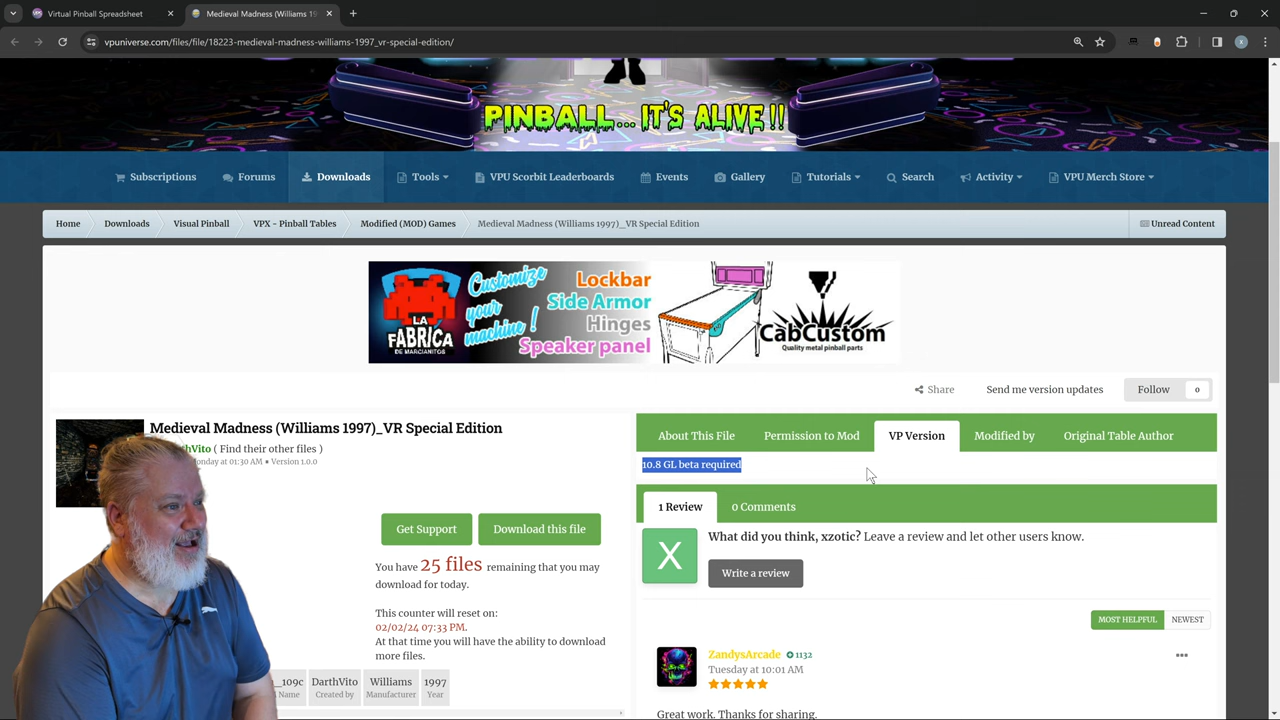 Virtual Pinball Spreadsheet
Medieval Madness (Williams 19
vpuniverse.com/files/file/18223-medieval-madness-williams-1997_vr-special-edition/
PINBALL... IT'S ALIVE!!
Subscriptions
Forums
Downloads
Tools
VPU Scorbit Leaderboards
Events
Gallery
Tutorials
Search
Activity
VPU Merch Store
Home
Downloads
Visual Pinball
VPX - Pinball Tables
Modified (MOD) Games
Medieval Madness (Williams 1997)_VR Special Edition
Unread Content
LA
FABRICA
DE MARCIANITOS
Customize
your
machine!
Lockbar
Side Armor
Hinges
Speaker panel
CabCustom
Quality metal pinball parts
Share
Send me version updates
Follow
0
Medieval Madness (Williams 1997)_VR Special Edition
thVito ( Find their other files )
onday at 01:30 AM • Version 1.0.0
Get Support
Download this file
You have 25 files remaining that you may
download for today.
This counter will reset on:
02/02/24 07:33 PM.
At that time you will have the ability to download
more files.
_109c
Name
DarthVito
Created by
Williams
Manufacturer
1997
Year
About This File
Permission to Mod
VP Version
Modified by
Original Table Author
10.8 GL beta required
1 Review
0 Comments
X
What did you think, xzotic? Leave a review and let other users know.
Write a review
MOST HELPFUL
NEWEST
ZandysArcade
1132
Tuesday at 10:01 AM
Great work. Thanks for sharing.